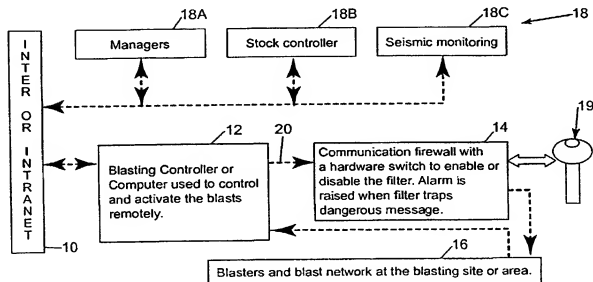 18A
18B
18C
18
Managers
Stock controller
Seismic monitoring
INTER OR INTRANET
12
14
19
20
Blasting Controller or
Computer used to control
and activate the blasts
remotely.
Communication firewall with
a hardware switch to enable or
disable the filter. Alarm is
raised when filter traps
dangerous message.
10
16
Blasters and blast network at the blasting site or area.